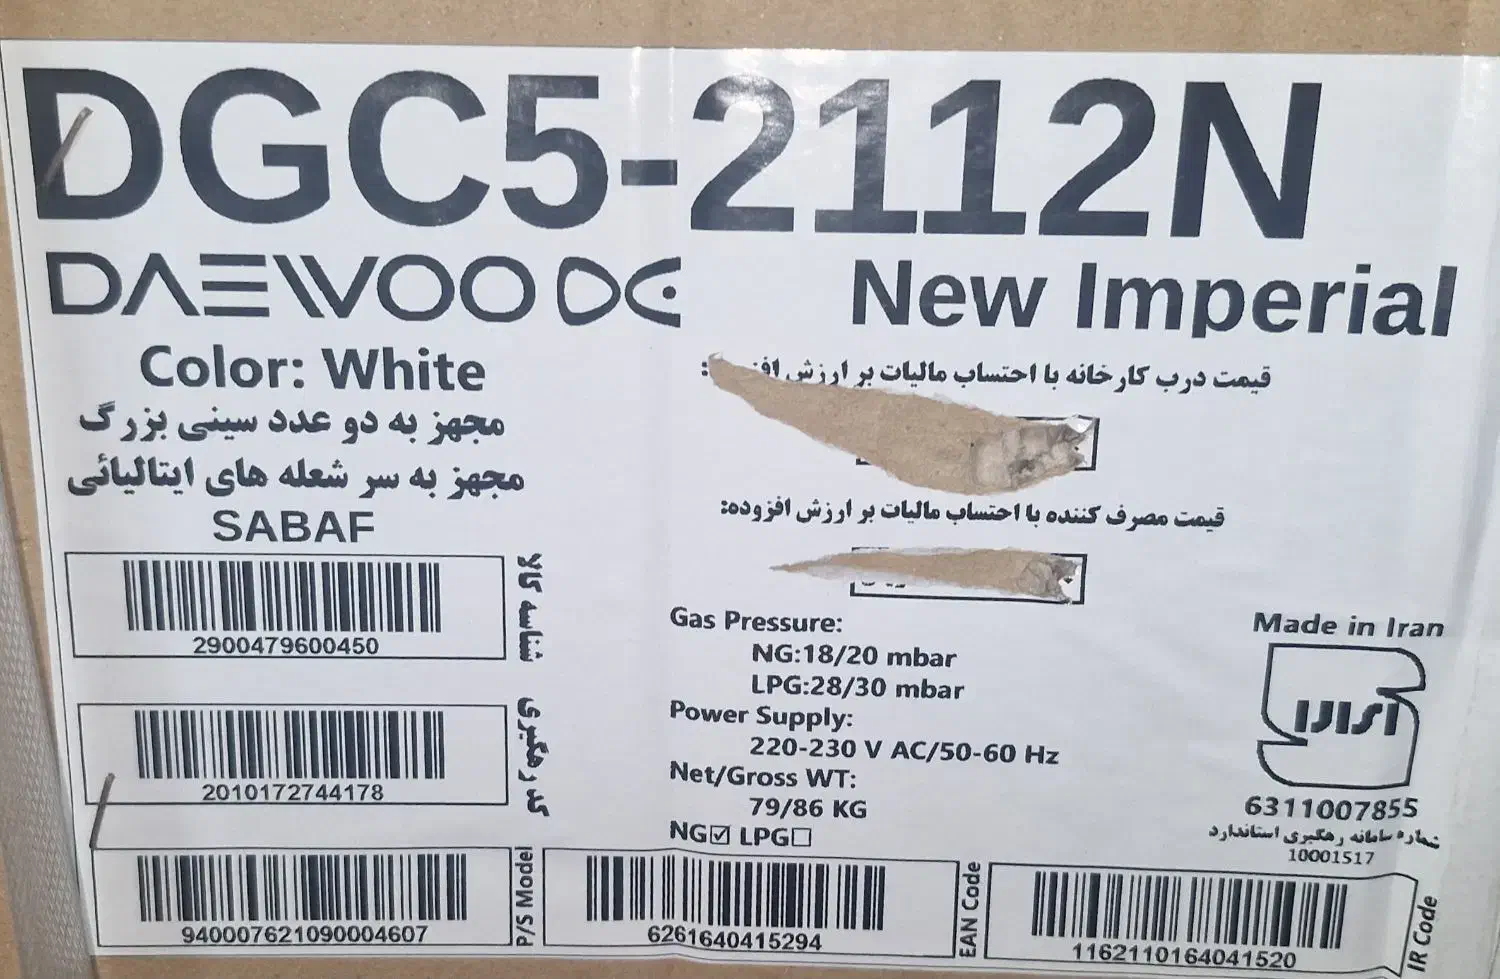 DGC5-2112N
DAEWOO DE
New Imperial
Color: White
مجهز به دو عدد سینی بزرگ
مجهز به سر شعله های ایتالیائی
SABAF
قیمت درب کارخانه با احتساب مالیات بر ارزش
قیمت مصرف کننده با احتساب مالیات بر ارزش افزوده:
2900479600450
شناسه کالا
2010172744178
کد رهگیری
Gas Pressure:
NG:18/20 mbar
LPG:28/30 mbar
Power Supply:
220-230 V AC/50-60 Hz
Net/Gross WT:
79/86 KG
NG☑ LPG☐
Made in Iran
6311007855
شماره سامانه رهگیری استاندارد
10001517
940007621090004607
P/S Model
6261640415294
EAN Code
1162110164041520
IR Code